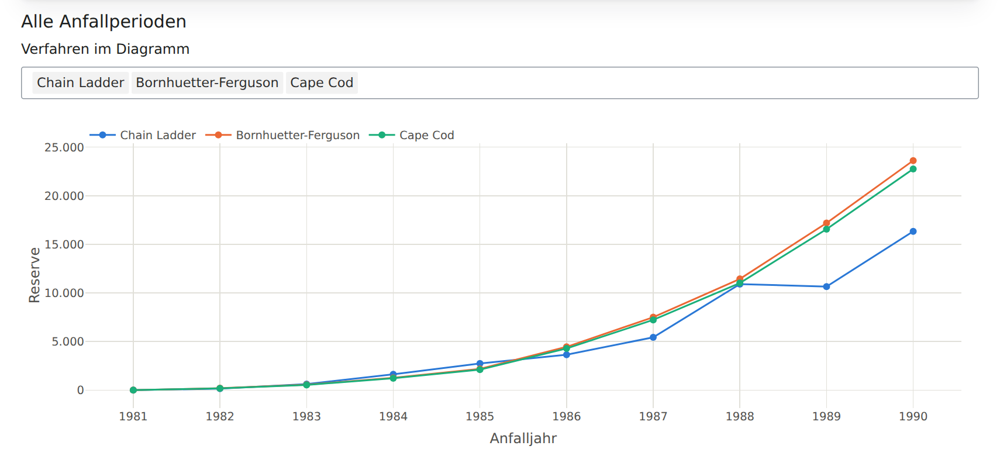 Alle Anfallperioden
Verfahren im Diagramm
Chain Ladder Bornhuetter-Ferguson Cape Cod
Chain Ladder Bornhuetter-Ferguson Cape Cod
25.000
20.000
15.000
10.000
5.000
0
Reserve
1981 1982 1983 1984 1985 1986 1987 1988 1989 1990
Anfalljahr